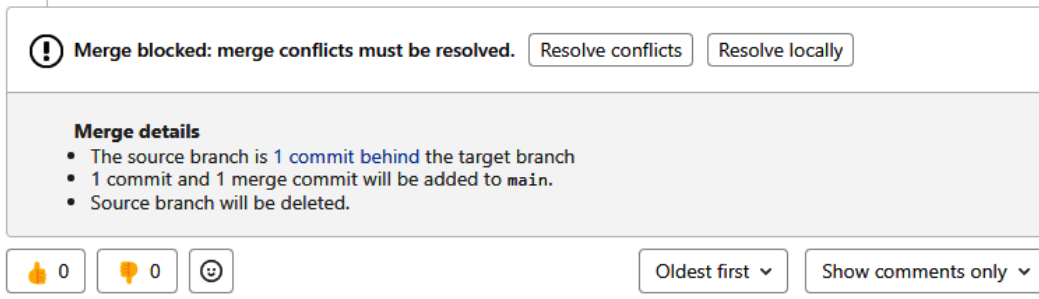 Merge blocked: merge conflicts must be resolved. Resolve conflicts Resolve locally
Merge details
• The source branch is 1 commit behind the target branch
• 1 commit and 1 merge commit will be added to main.
• Source branch will be deleted.
0 0 Oldest first Show comments only